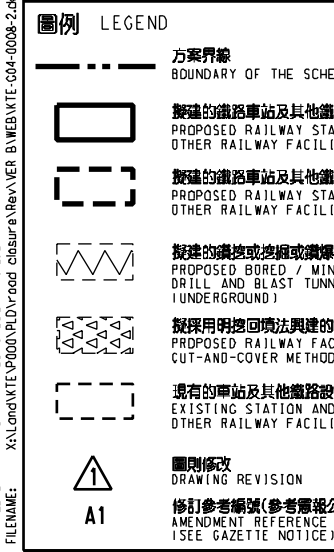 圖例 LEGEND
方案界線
BOUNDARY OF THE SCHE
擬建的鐵路車站及其他鐵
PROPOSED RAILWAY STA
OTHER RAILWAY FACILI
擬建的鐵路車站及其他鐵
PROPOSED RAILWAY STA
OTHER RAILWAY FACILI
擬建的鑽挖或挖掘或鑽爆
PROPOSED BORED / MIN
DRILL AND BLAST TUNN
(UNDERGROUND)
擬採用明挖回填法興建的
PROPOSED RAILWAY FAC
CUT-AND-COVER METHOD
現有的車站及其他鐵路設
EXISTING STATION AND
OTHER RAILWAY FACILI
1
圖則修改
DRAWING REVISION
A1
修訂參考編號(參考憲報公
AMENDMENT REFERENCE
(SEE GAZETTE NOTICE)
FILENAME: X:\Land\KTE\P000\PLO\road closure\Rev\VER B\WEB\KTE-G04-0008-2.d